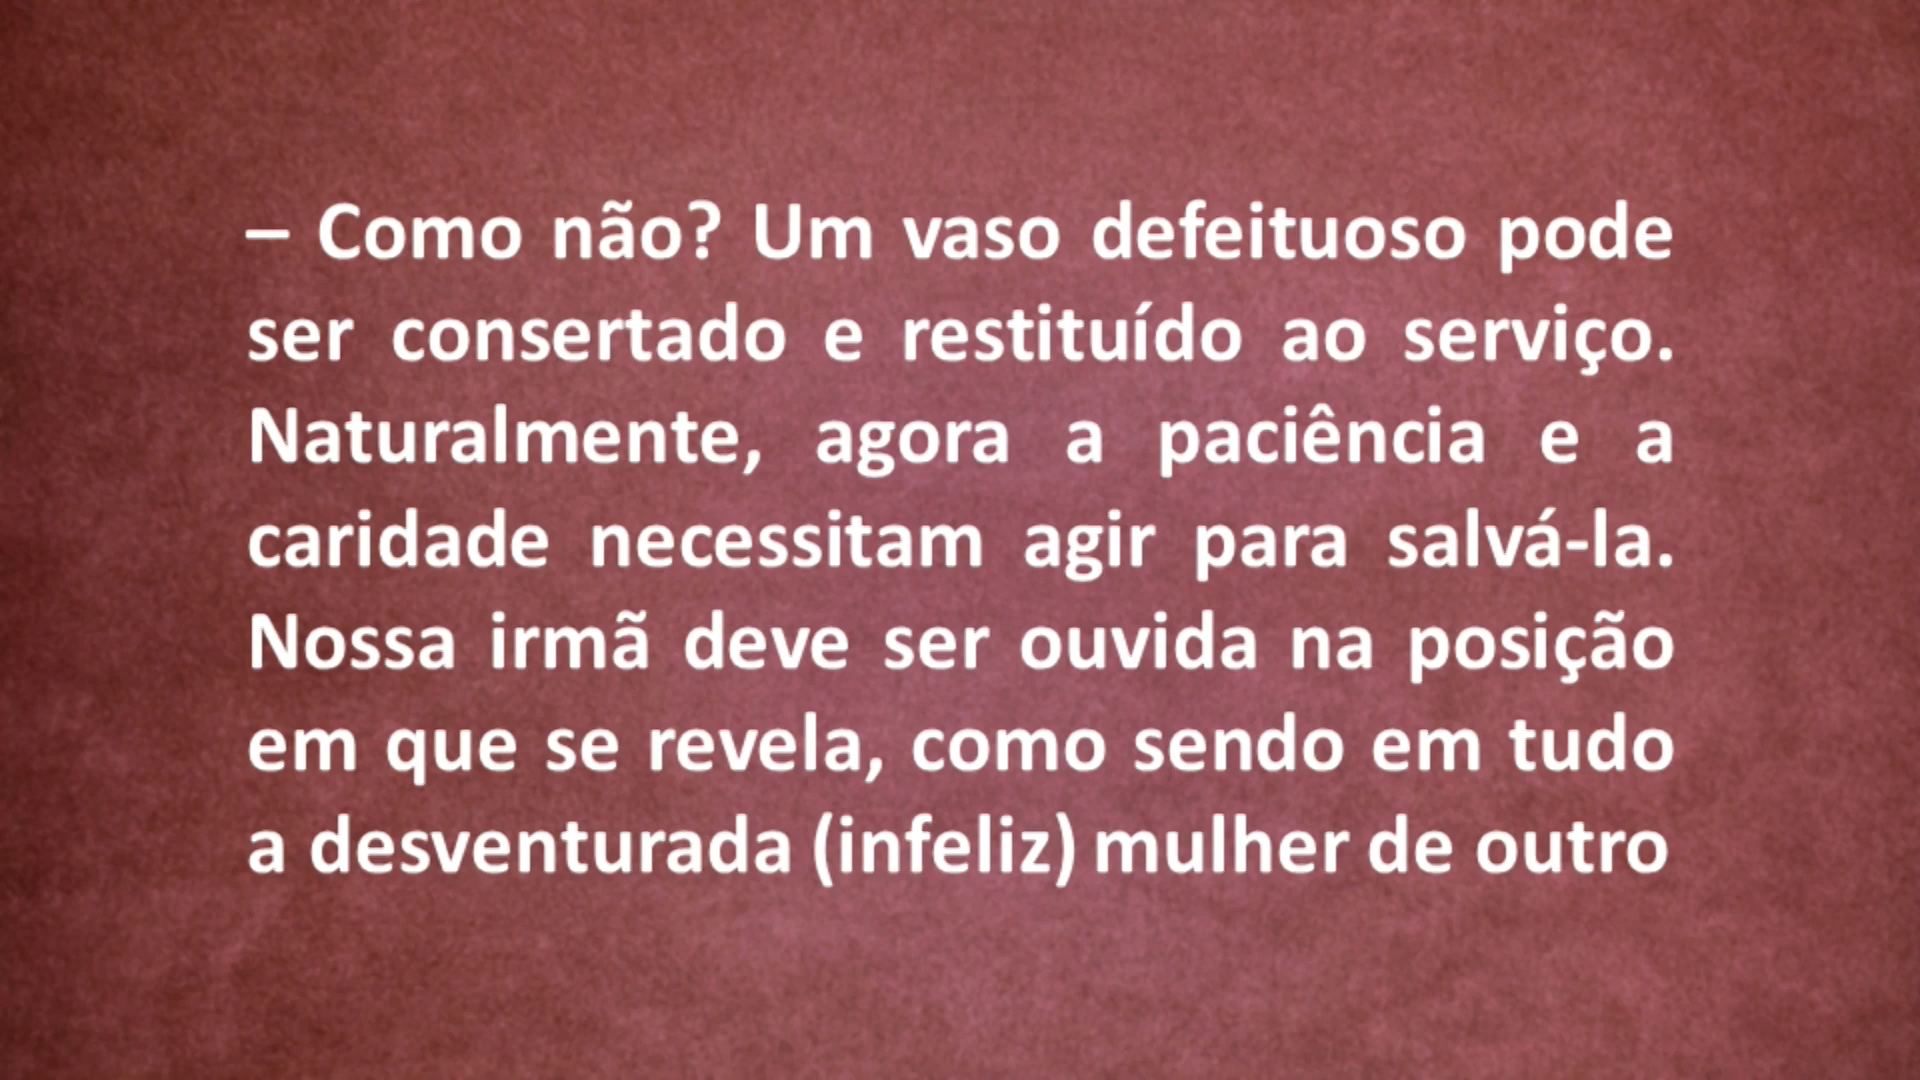 – Como não? Um vaso defeituoso pode
ser consertado e restituído ao serviço.
Naturalmente, agora a paciência e a
caridade necessitam agir para salvá-la.
Nossa irmã deve ser ouvida na posição
em que se revela, como sendo em tudo
a desventurada (infeliz) mulher de outro